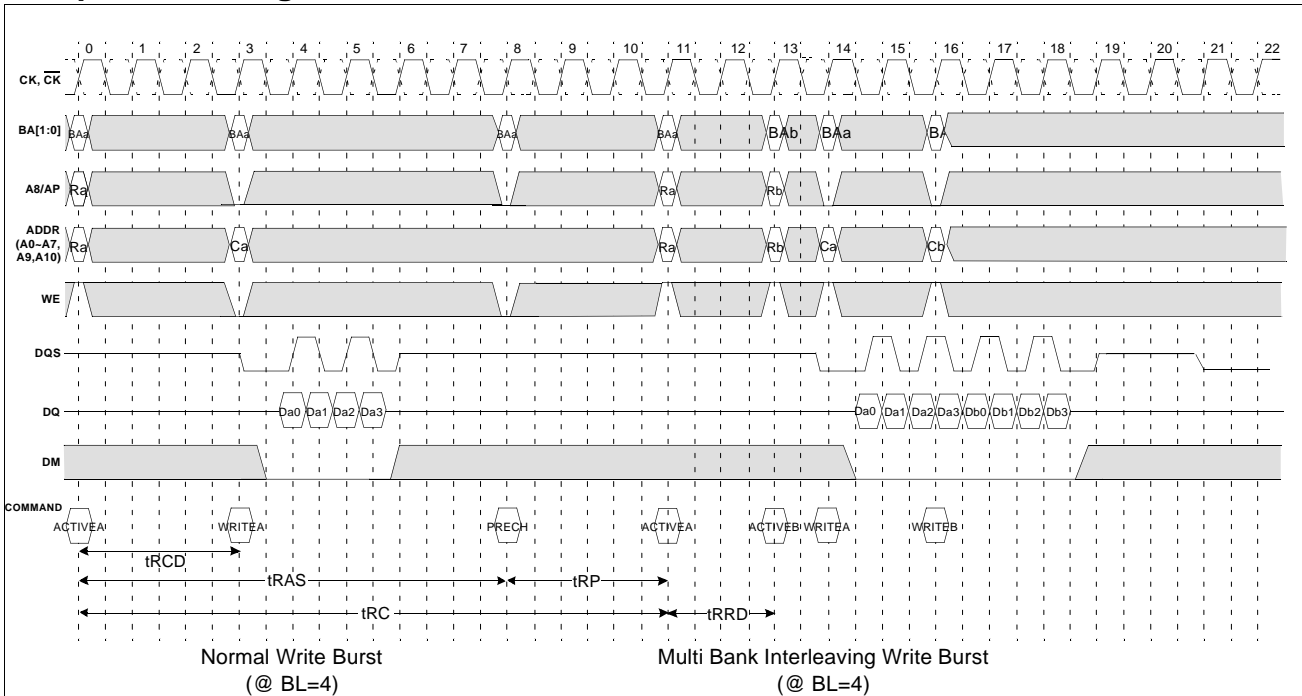 0 1 2 3 4 5 6 7 8 9 10 11 12 13 14 15 16 17 18 19 20 21 22
CK, CK
BA[1:0] BAa BAa BAa BAa BAb BAa BA
A8/AP Ra Ra Rb
ADDR
(A0~A7,
A9,A10)
Ra Ca Ra Rb Ca Cb
WE
DQS
DQ Da0 Da1 Da2 Da3 Da0 Da1 Da2 Da3 Db0 Db1 Db2 Db3
DM
COMMAND
ACTIVEA WRITEA PRECH ACTIVEA ACTIVEB WRITEA WRITEB
tRCD
tRAS tRP
tRC tRRD
Normal Write Burst Multi Bank Interleaving Write Burst
(@ BL=4) (@ BL=4)